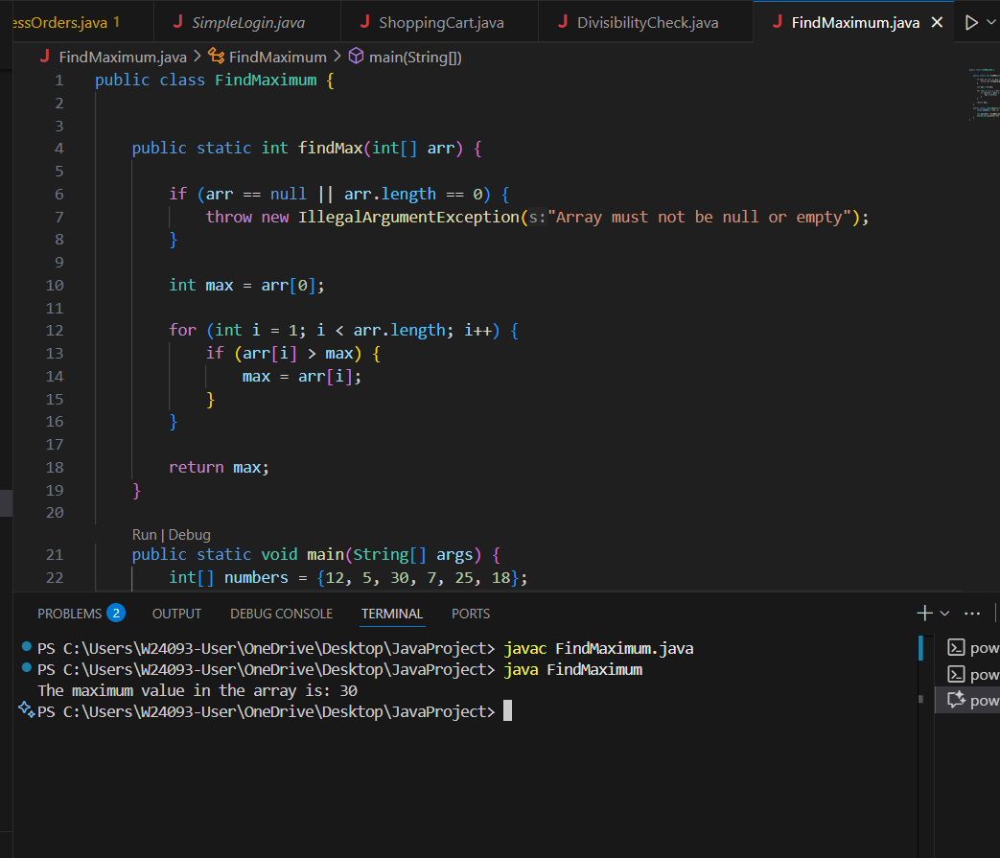 essOrders.java 1 SimpleLogin.java ShoppingCart.java DivisibilityCheck.java FindMaximum.java
FindMaximum.java > FindMaximum > main(String[])
1 public class FindMaximum {
2
3
4 public static int findMax(int[] arr) {
5
6 if (arr == null || arr.length == 0) {
7 throw new IllegalArgumentException(s:"Array must not be null or empty");
8 }
9
10 int max = arr[0];
11
12 for (int i = 1; i < arr.length; i++) {
13 if (arr[i] > max) {
14 max = arr[i];
15 }
16 }
17
18 return max;
19 }
20
Run | Debug
21 public static void main(String[] args) {
22 int[] numbers = {12, 5, 30, 7, 25, 18};
PROBLEMS 2 OUTPUT DEBUG CONSOLE TERMINAL PORTS
PS C:\Users\W24093-User\OneDrive\Desktop\JavaProject> javac FindMaximum.java
PS C:\Users\W24093-User\OneDrive\Desktop\JavaProject> java FindMaximum
The maximum value in the array is: 30
PS C:\Users\W24093-User\OneDrive\Desktop\JavaProject>
pow
pow
pow